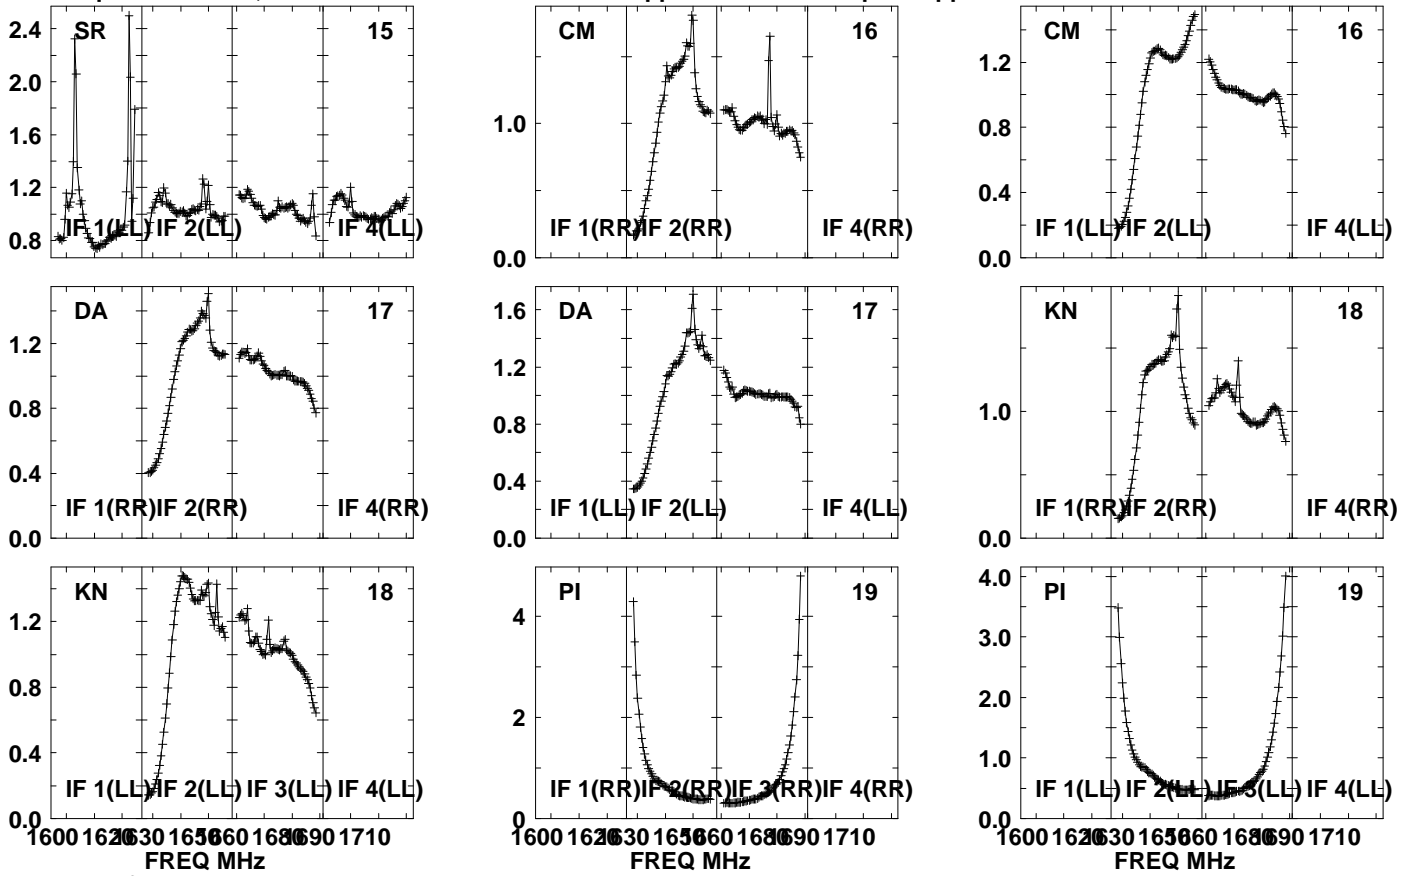 SR 15
2.4
2.0
1.6
1.2
0.8
IF 1(LL) IF 2(LL) IF 4(LL)
CM 16
1.0
0.0
IF 1(RR) IF 2(RR) IF 4(RR)
CM 16
1.2
0.8
0.4
0.0
IF 1(LL) IF 2(LL) IF 4(LL)
DA 17
1.2
0.8
0.4
0.0
IF 1(RR) IF 2(RR) IF 4(RR)
DA 17
1.6
1.2
0.8
0.4
0.0
IF 1(LL) IF 2(LL) IF 4(LL)
KN 18
1.0
0.0
IF 1(RR) IF 2(RR) IF 4(RR)
KN 18
1.2
0.8
0.4
0.0
IF 1(LL) IF 2(LL) IF 3(LL) IF 4(LL)
1600 1620 1630 1650 1660 1680 1690 1710
FREQ MHz
PI 19
4
2
0
IF 1(RR) IF 2(RR) IF 3(RR) IF 4(RR)
1600 1620 1630 1650 1660 1680 1690 1710
FREQ MHz
PI 19
4.0
3.0
2.0
1.0
0.0
IF 1(LL) IF 2(LL) IF 3(LL) IF 4(LL)
1600 1620 1630 1650 1660 1680 1690 1710
FREQ MHz